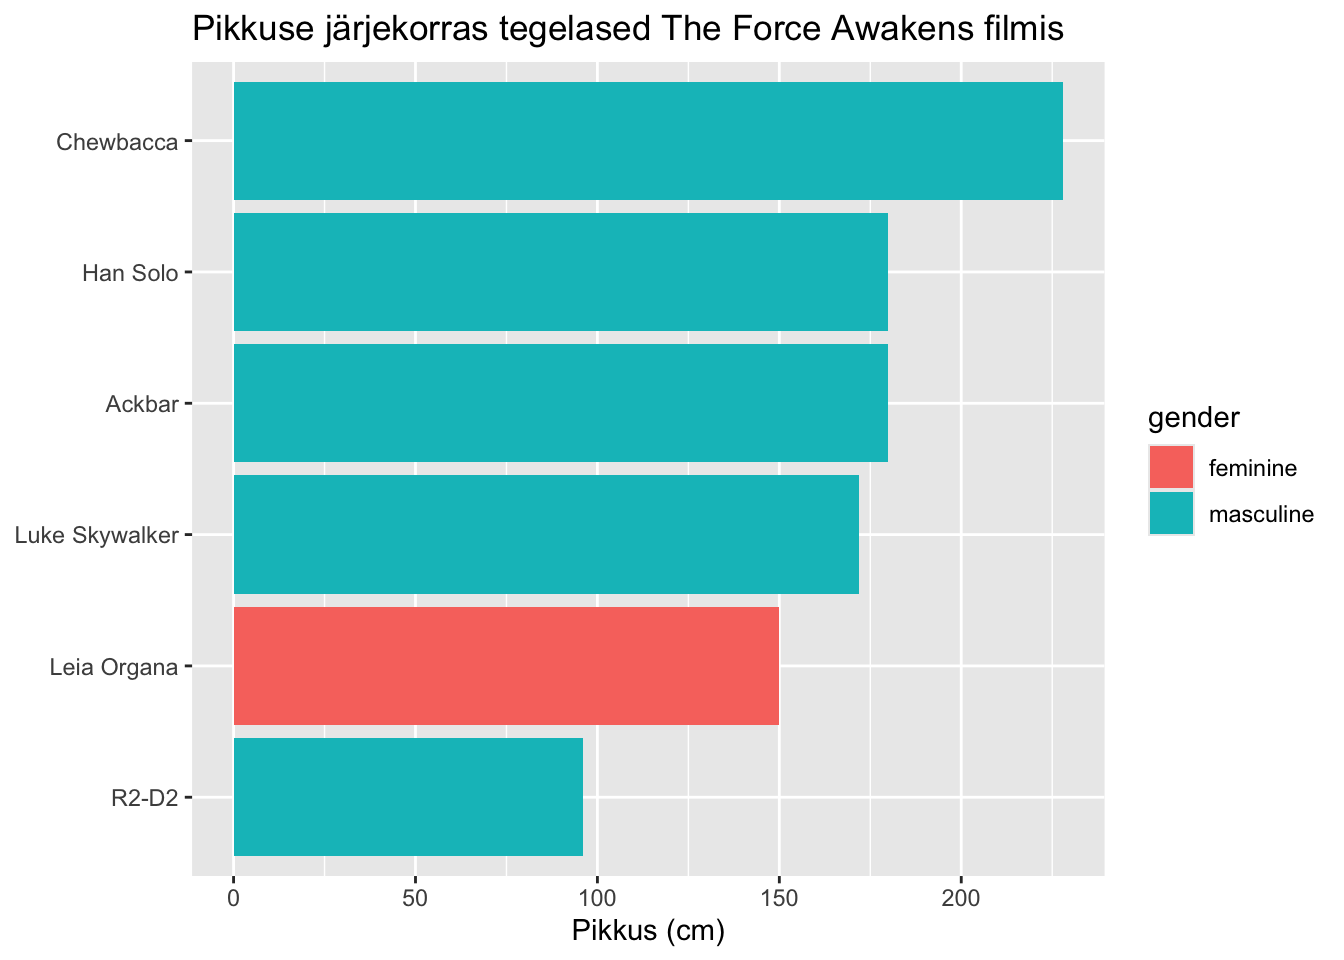 Pikkuse järjekorras tegelased The Force Awakens filmis
Chewbacca
Han Solo
Ackbar
Luke Skywalker
Leia Organa
R2-D2
0 50 100 150 200
Pikkus (cm)
gender
feminine
masculine